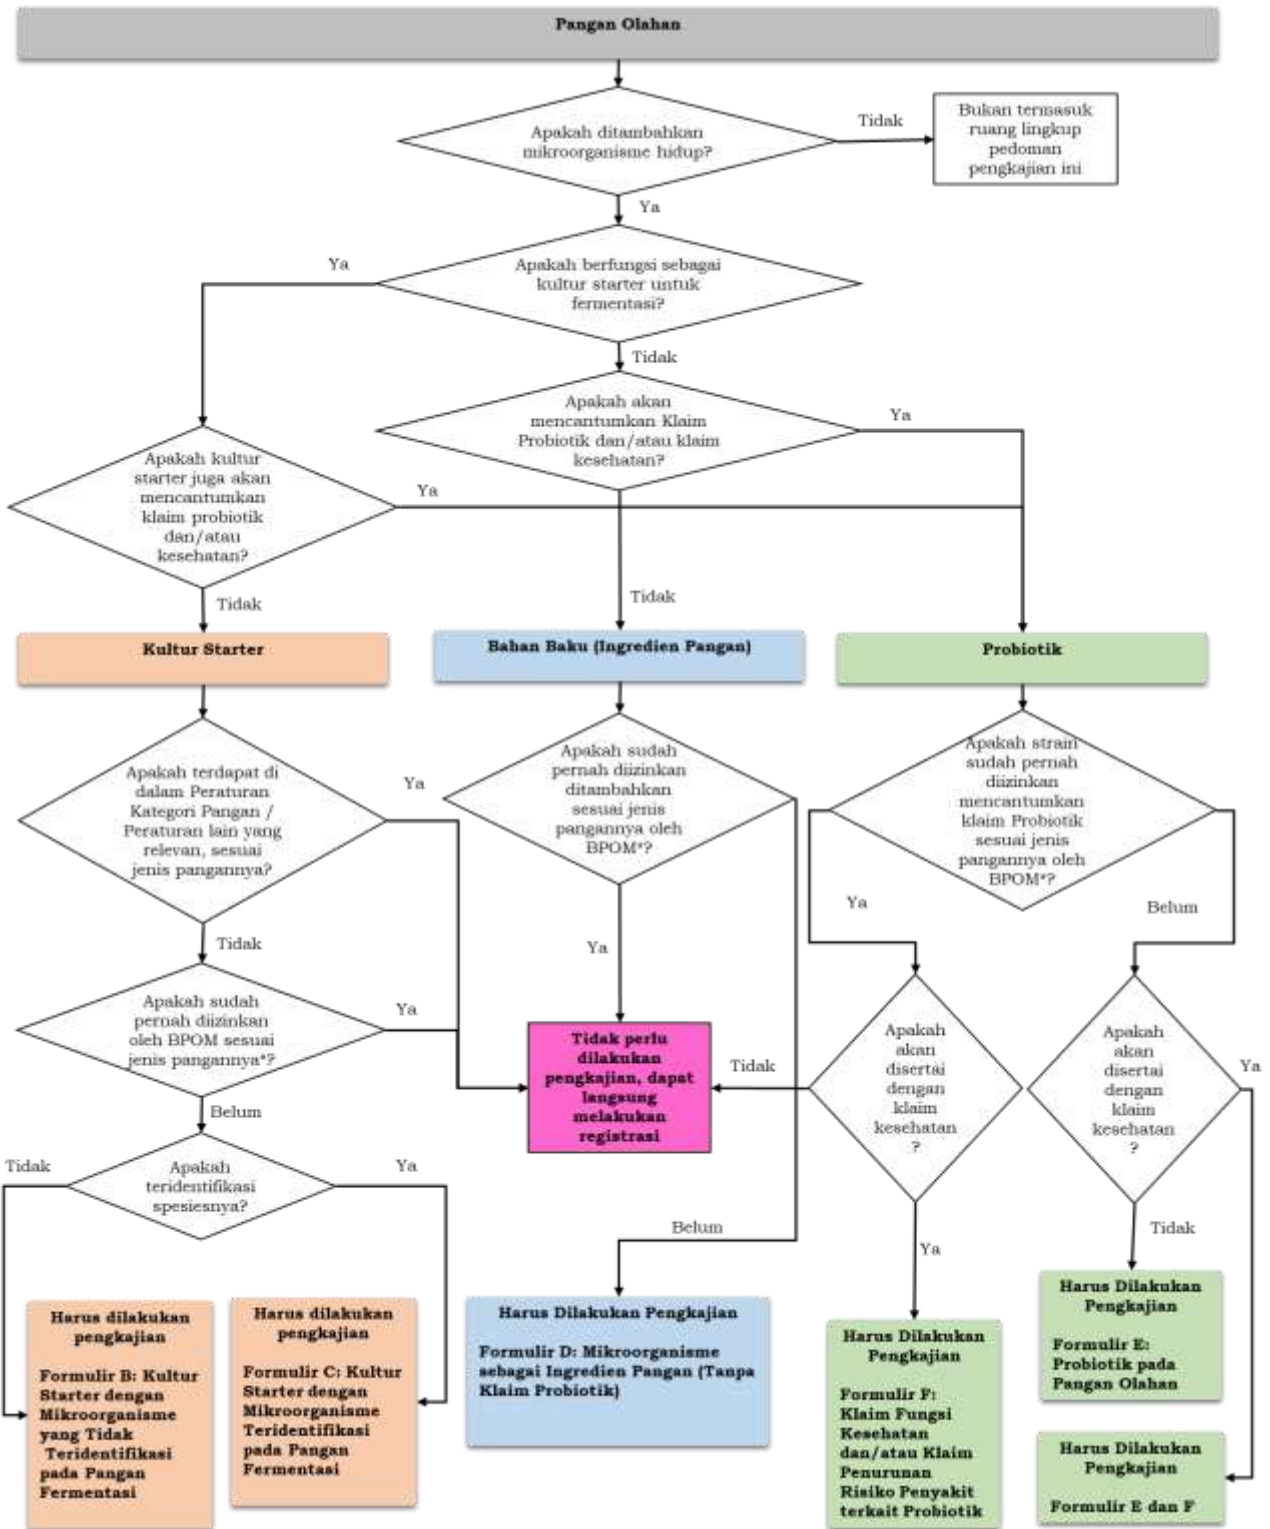 Pangan Olahan
Apakah ditambahkan
mikroorganisme hidup?
Tidak
Bukan termasuk
ruang lingkup
pedoman
pengkajian ini
Ya
Apakah berfungsi sebagai
kultur starter untuk
fermentasi?
Ya
Tidak
Apakah akan
mencantumkan Klaim
Probiotik dan/atau klaim
kesehatan?
Ya
Apakah kultur
starter juga akan
mencantumkan
klaim probiotik
dan/atau
kesehatan?
Ya
Tidak
Tidak
Kultur Starter
Bahan Baku (Ingredien Pangan)
Probiotik
Apakah terdapat di
dalam Peraturan
Kategori Pangan /
Peraturan lain yang
relevan, sesuai
jenis pangannya?
Ya
Apakah sudah
pernah diizinkan
ditambahkan
sesuai jenis
pangannya oleh
BPOM*?
Apakah strain
sudah pernah
diizinkan
mencantumkan
klaim Probiotik
sesuai jenis
pangannya oleh
BPOM*?
Ya
Belum
Tidak
Ya
Apakah sudah
pernah diizinkan
oleh BPOM sesuai
jenis pangannya*?
Ya
Tidak perlu
dilakukan
pengkajian, dapat
langsung
melakukan
registrasi
Tidak
Apakah
akan
disertai
dengan
klaim
kesehatan
?
Apakah
akan
disertai
dengan
klaim
kesehatan
?
Ya
Belum
Tidak
Apakah
teridentifikasi
spesiesnya?
Ya
Belum
Ya
Tidak
Harus dilakukan
pengkajian
Formulir B: Kultur
Starter dengan
Mikroorganisme
yang Tidak
Teridentifikasi
pada Pangan
Fermentasi
Harus dilakukan
pengkajian
Formulir C: Kultur
Starter dengan
Mikroorganisme
Teridentifikasi
pada Pangan
Fermentasi
Harus Dilakukan Pengkajian
Formulir D: Mikroorganisme
sebagai Ingredien Pangan (Tanpa
Klaim Probiotik)
Harus Dilakukan
Pengkajian
Formulir F:
Klaim Fungsi
Kesehatan
dan/atau Klaim
Penurunan
Risiko Penyakit
terkait Probiotik
Harus Dilakukan
Pengkajian
Formulir E:
Probiotik pada
Pangan Olahan
Harus Dilakukan
Pengkajian
Formulir E dan F